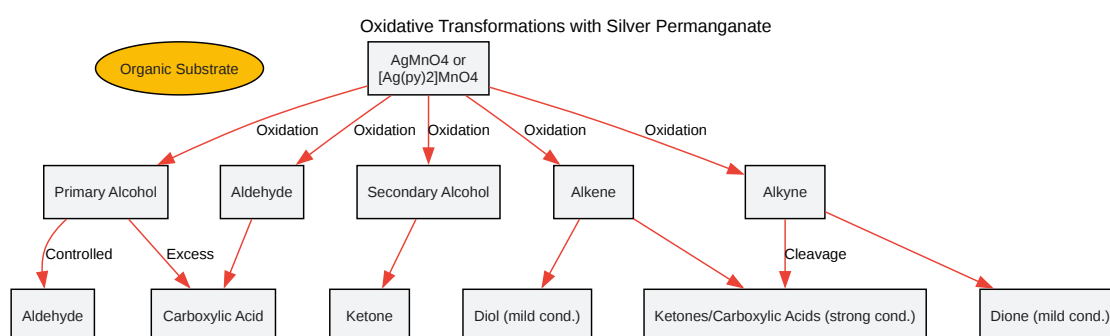 Oxidative Transformations with Silver Permanganate
Organic Substrate
AgMnO4 or
[Ag(py)2]MnO4
Oxidation
Oxidation
Oxidation
Oxidation
Oxidation
Primary Alcohol
Aldehyde
Secondary Alcohol
Alkene
Alkyne
Controlled
Excess
Cleavage
Aldehyde
Carboxylic Acid
Ketone
Diol (mild cond.)
Ketones/Carboxylic Acids (strong cond.)
Dione (mild cond.)